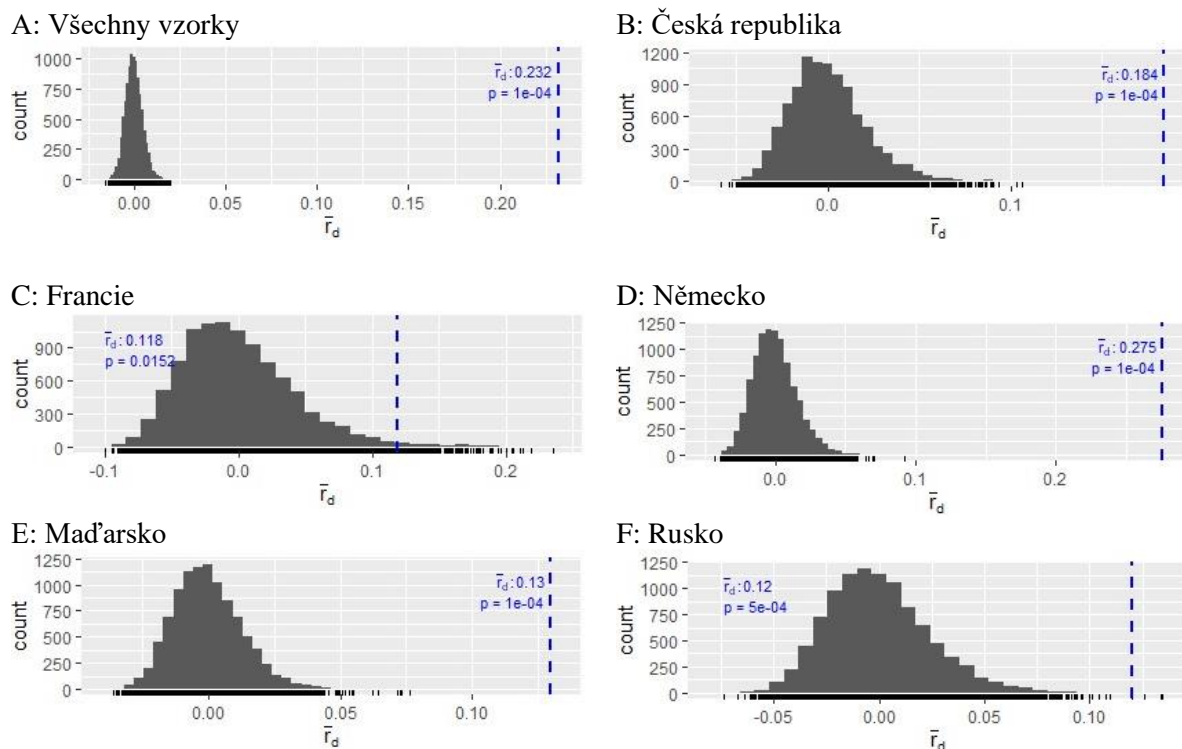 A: Všechny vzorky
1000
750
500
250
0
count
r̄d:0.232
p = 1e-04
0.00
0.05
0.10
0.15
0.20
r̄d
B: Česká republika
1200
900
600
300
0
count
r̄d:0.184
p = 1e-04
0.0
0.1
r̄d
C: Francie
900
600
300
0
count
r̄d:0.118
p = 0.0152
-0.1
0.0
0.1
0.2
r̄d
D: Německo
1250
1000
750
500
250
0
count
r̄d:0.275
p = 1e-04
0.0
0.1
0.2
r̄d
E: Maďarsko
1250
1000
750
500
250
0
count
r̄d:0.13
p = 1e-04
0.00
0.05
0.10
r̄d
F: Rusko
1250
1000
750
500
250
0
count
r̄d:0.12
p = 5e-04
-0.05
0.00
0.05
0.10
r̄d